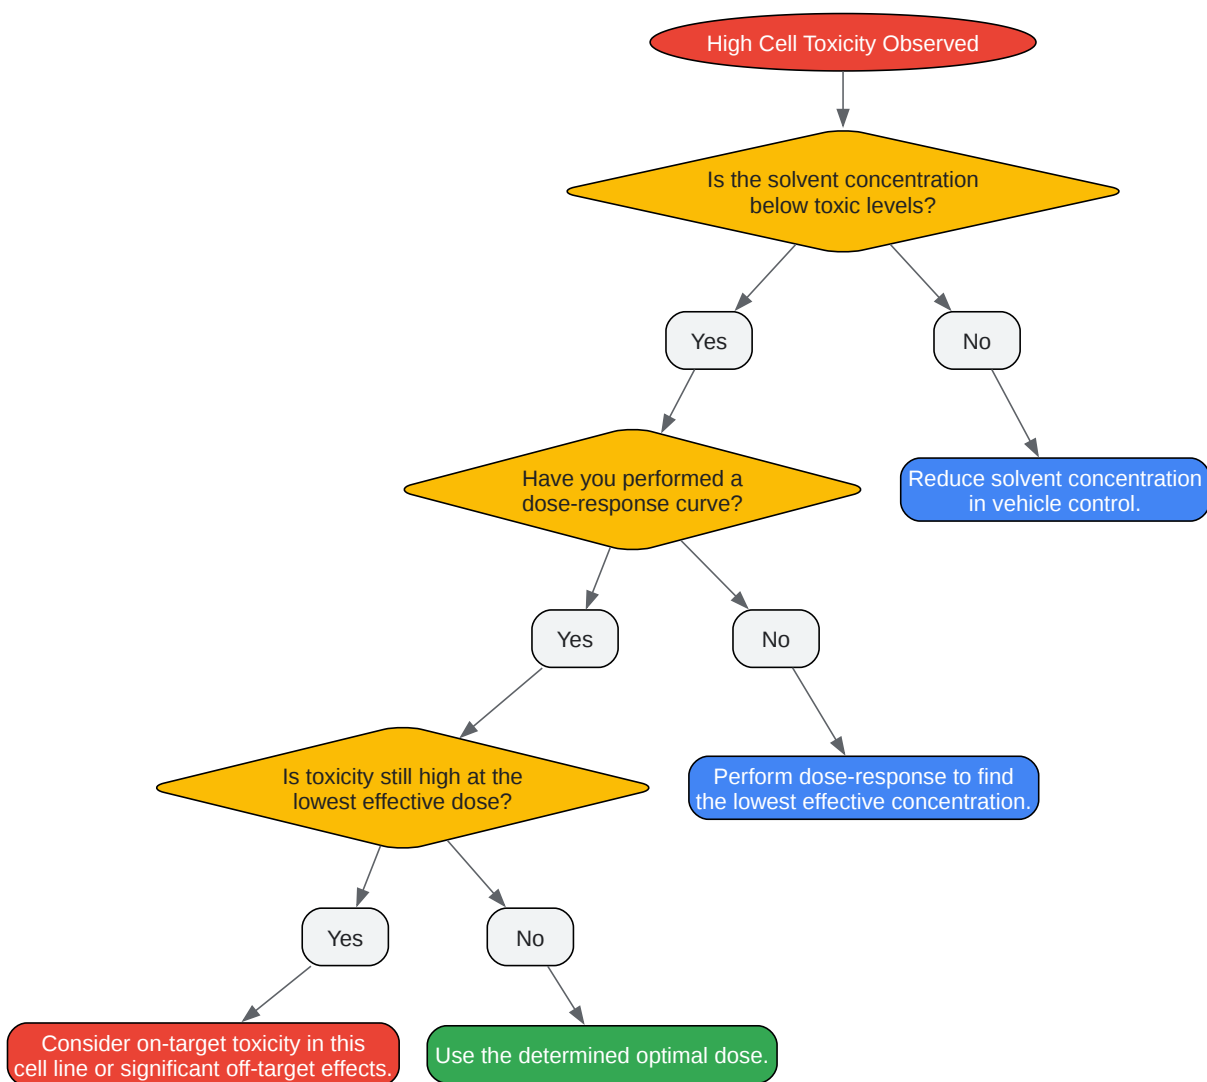 High Cell Toxicity Observed
Is the solvent concentration
below toxic levels?
Yes
No
Have you performed a
dose-response curve?
Reduce solvent concentration
in vehicle control.
Yes
No
Is toxicity still high at the
lowest effective dose?
Perform dose-response to find
the lowest effective concentration.
Yes
No
Consider on-target toxicity in this
cell line or significant off-target effects.
Use the determined optimal dose.